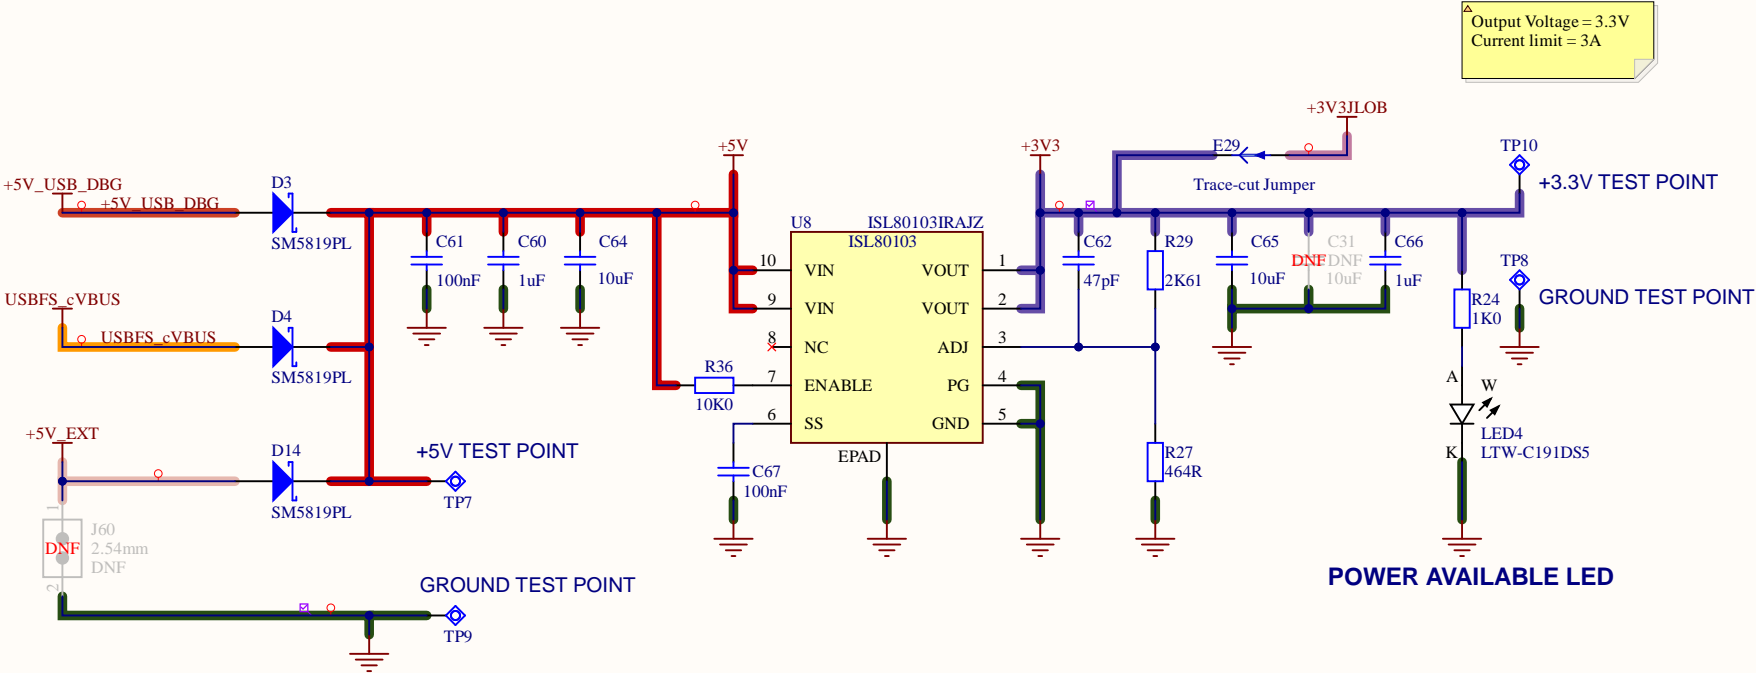 Output Voltage = 3.3V
Current limit = 3A
+3V3JLOB
+5V
+3V3
E29
TP10
+3.3V TEST POINT
Trace-cut Jumper
+5V_USB_DBG
+5V_USB_DBG
D3
SM5819PL
U8
ISL80103IRAJZ
ISL80103
C61
100nF
C60
1uF
C64
10uF
10
VIN
VOUT
1
9
VIN
VOUT
2
8
NC
ADJ
3
7
ENABLE
PG
4
6
SS
GND
5
EPAD
C62
47pF
R29
2K61
C65
10uF
C31
DNF
DNF
10uF
C66
1uF
TP8
GROUND TEST POINT
R24
1K0
USBFS_cVBUS
USBFS_cVBUS
D4
SM5819PL
R36
10K0
A
W
LED4
LTW-C191DS5
K
+5V_EXT
D14
SM5819PL
+5V TEST POINT
TP7
C67
100nF
R27
464R
1
J60
DNF
2.54mm
DNF
2
GROUND TEST POINT
TP9
POWER AVAILABLE LED